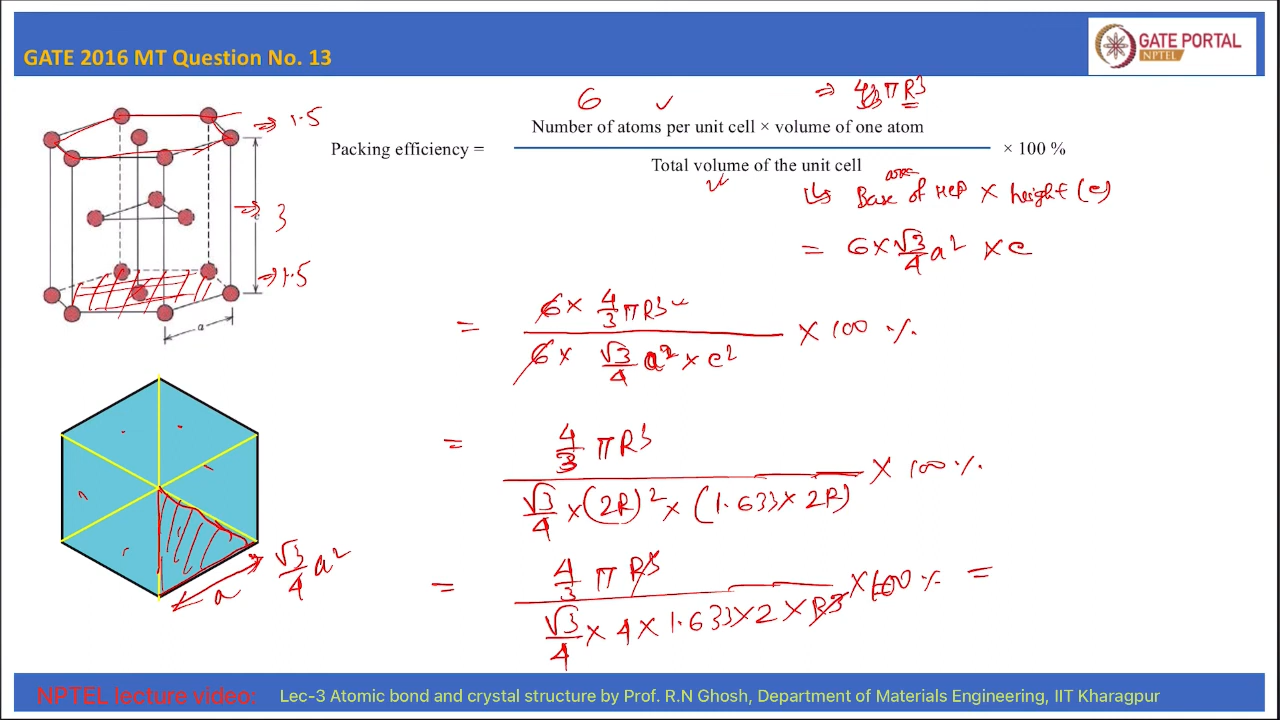 GATE 2016 MT Question No. 13
GATE PORTAL
NPTEL
6 ✓ ⇒ 4/3 π R3
Number of atoms per unit cell × volume of one atom
Packing efficiency = × 100 %
Total volume of the unit cell
area
↳ Base of HCP × height (c)
= 6 × √3/4 a² × c
⇒ 1.5
⇒ 3
⇒ 1.5
a
= 6 × 4/3 π R3 / 6 × √3/4 a² × c² × 100 %
= 4/3 π R3 / √3/4 × (2R)² × (1.633 × 2R) × 100 %
√3/4 a²
a
= 4/3 π R3 / √3/4 × 4 × 1.633 × 2 × R3 × 100 % =
NPTEL lecture video: Lec-3 Atomic bond and crystal structure by Prof. R.N Ghosh, Department of Materials Engineering, IIT Kharagpur